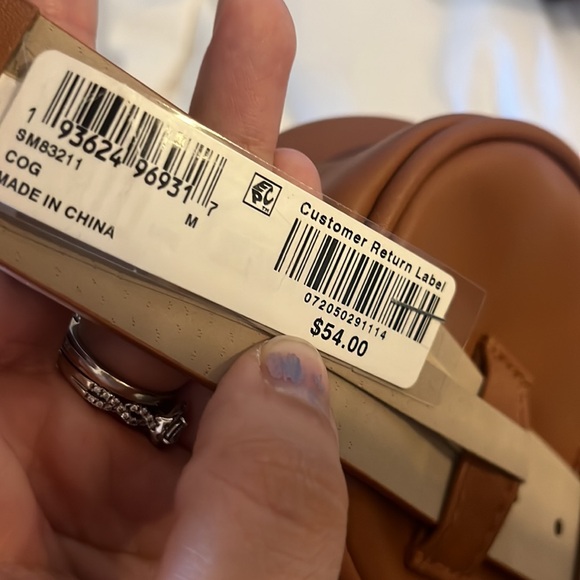 1 93624 96931 7
SM83211
COG
M
MADE IN CHINA
Customer Return Label
072050291114
$54.00